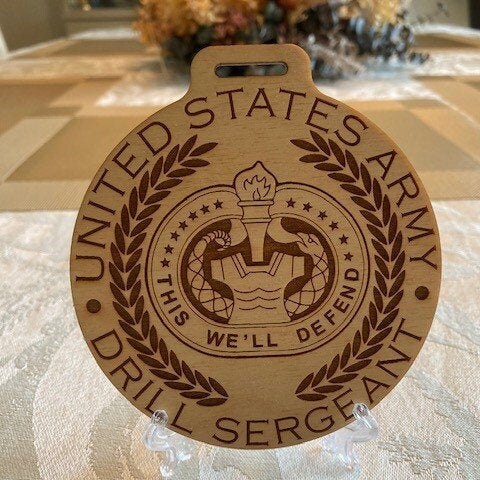 UNITED STATES ARMY
THIS WE'LL DEFEND
DRILL SERGEANT